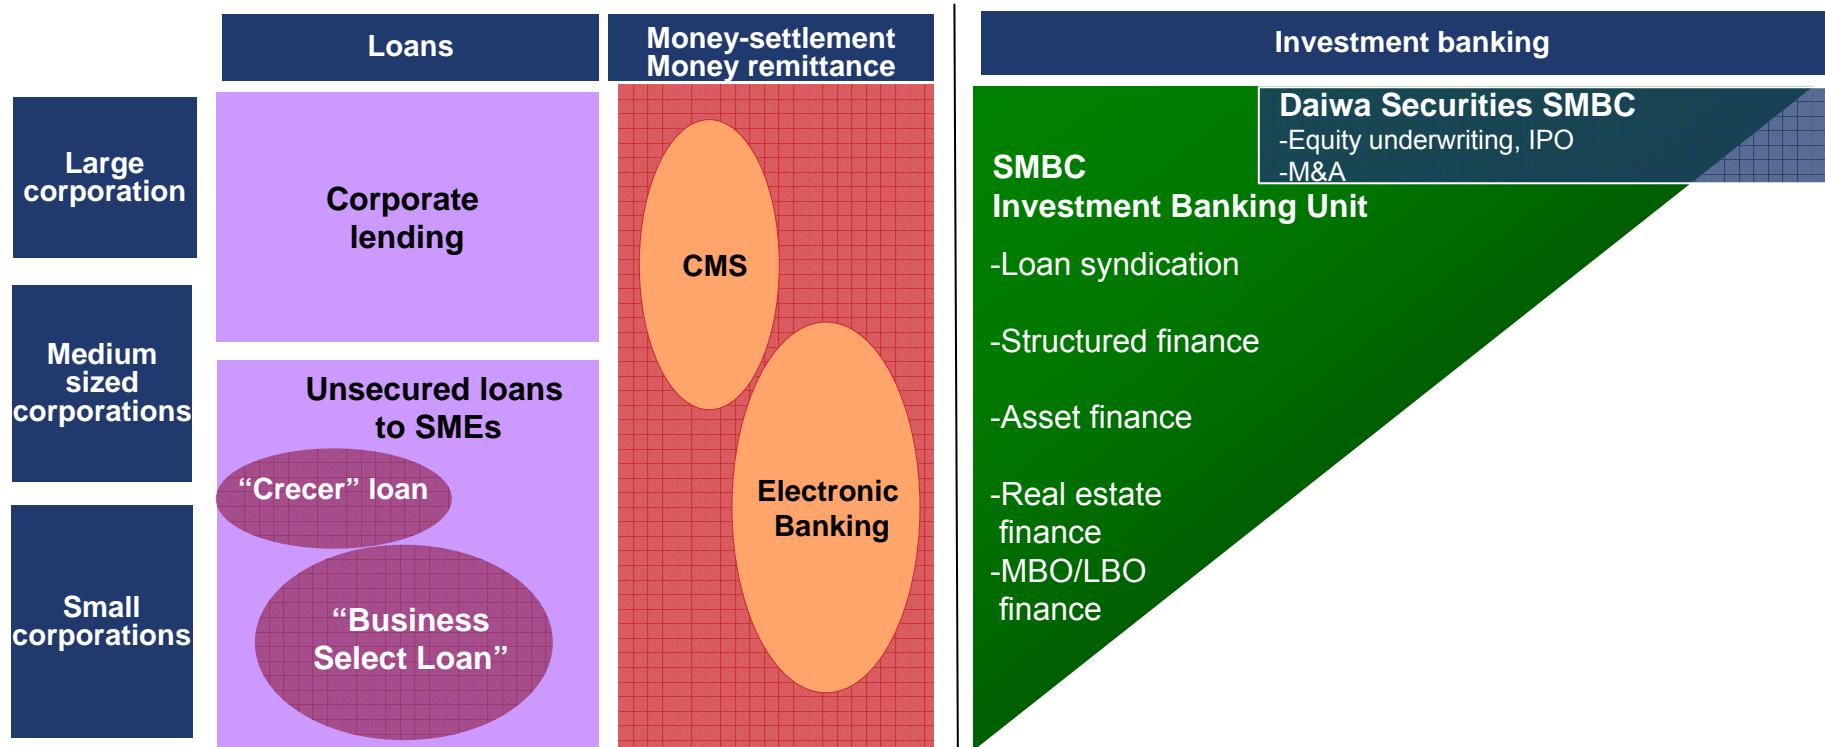 Loans
Money-settlement
Money remittance
Investment banking
Large
corporation
Medium
sized
corporations
Small
corporations
Corporate
lending
Unsecured loans
to SMEs
“Crecer” loan
“Business
Select Loan”
CMS
Electronic
Banking
Daiwa Securities SMBC
-Equity underwriting, IPO
-M&A
SMBC
Investment Banking Unit
-Loan syndication
-Structured finance
-Asset finance
-Real estate
finance
-MBO/LBO
finance